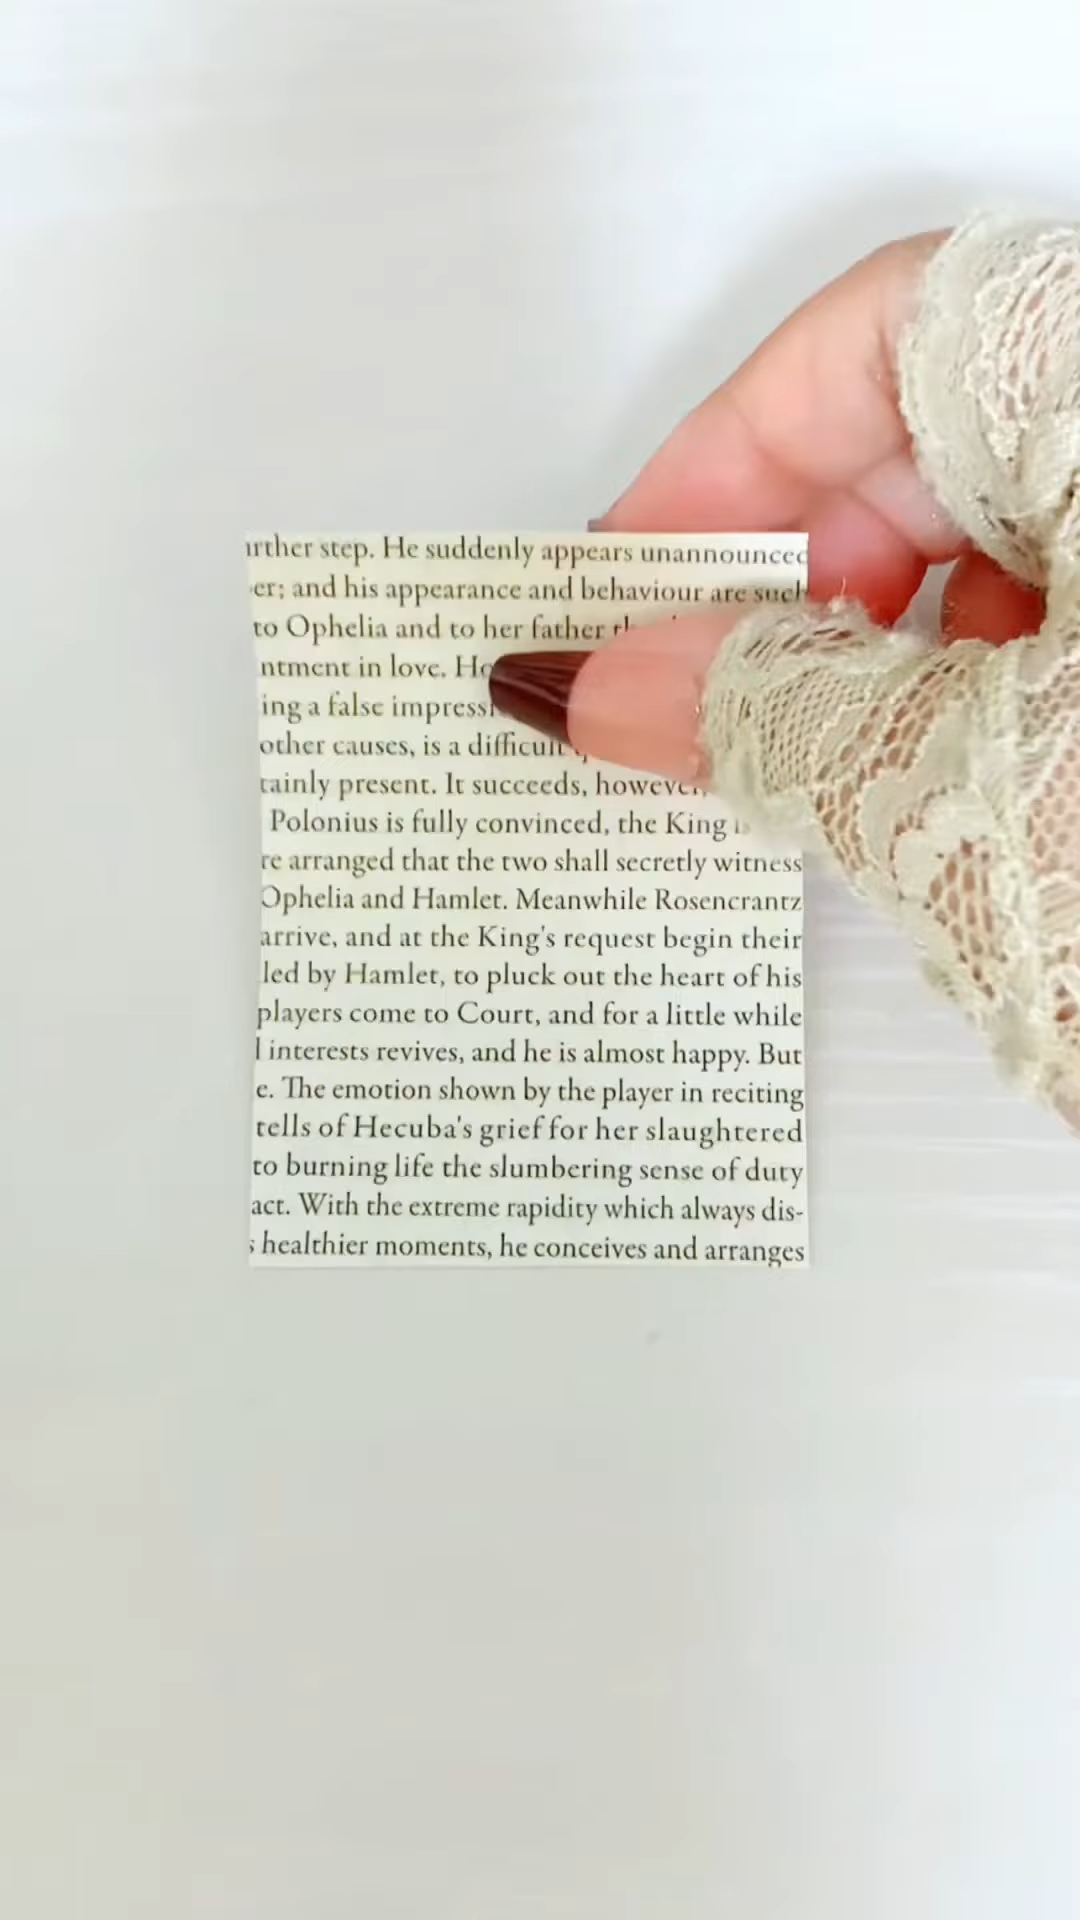 urther step. He suddenly appears unannounced
er; and his appearance and behaviour are such
to Ophelia and to her father
ntment in love.
ing a false
other causes, is a
tainly present. It succeeds,
Polonius is fully convinced, the King
re arranged that the two shall secretly witness
Ophelia and Hamlet. Meanwhile Rosencrantz
arrive, and at the King's request begin their
led by Hamlet, to pluck out the heart of his
players come to Court, and for a little while
l interests revives, and he is almost happy. But
e. The emotion shown by the player in reciting
tells of Hecuba's grief for her slaughtered
to burning life the slumbering sense of duty
act. With the extreme rapidity which always dis-
s healthier moments, he conceives and arranges